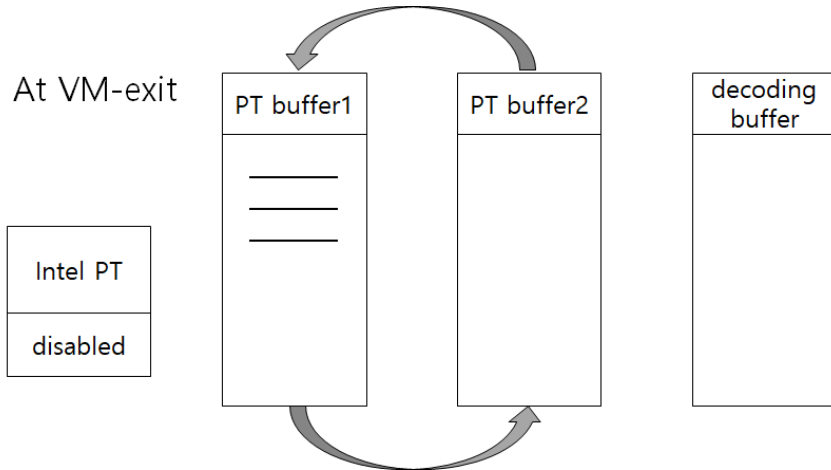 At VM-exit
PT buffer1
PT buffer2
decoding
buffer
Intel PT
disabled